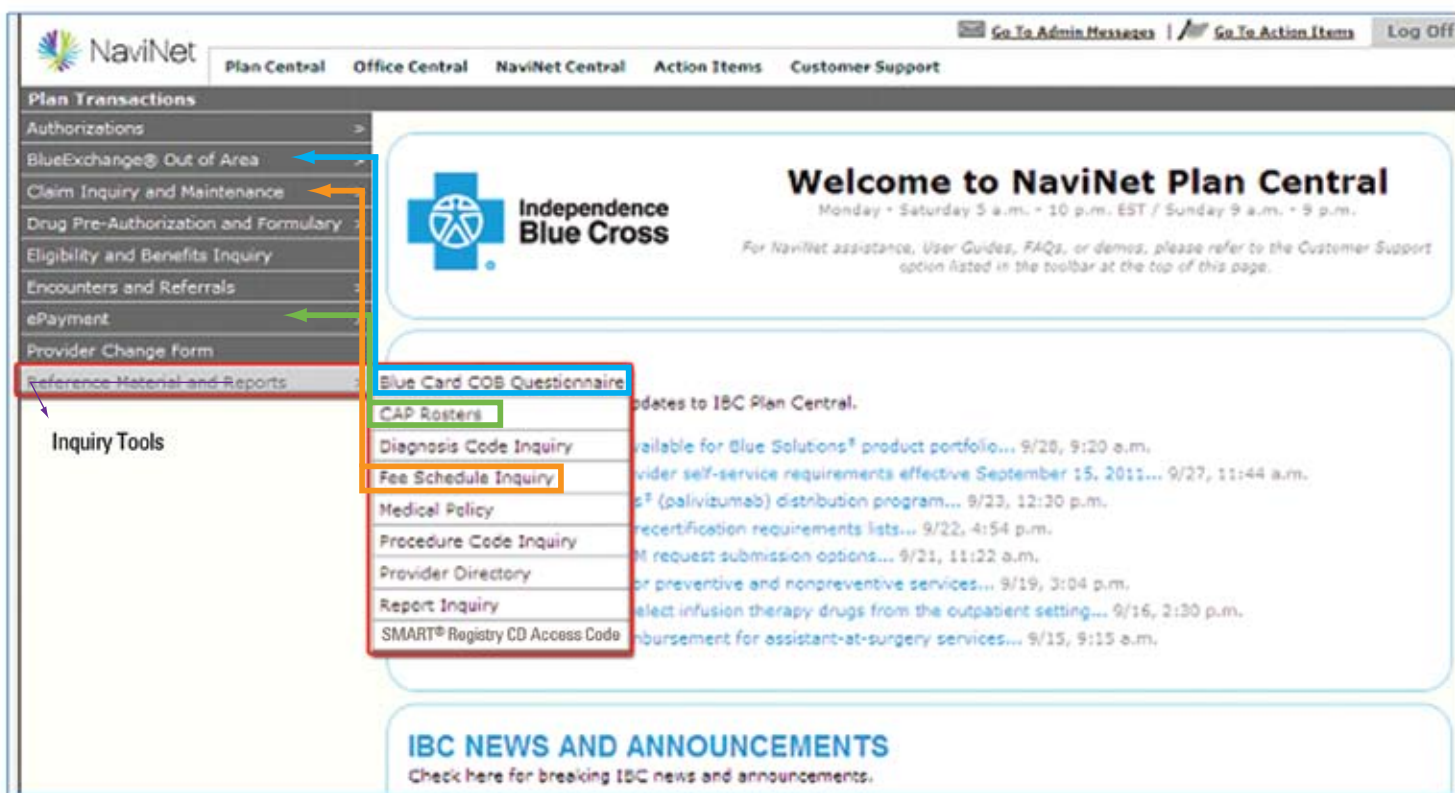 NaviNet
Go To Admin Messages | Go To Action Items
Log Off
Plan Central Office Central NaviNet Central Action Items Customer Support
Plan Transactions
Authorizations >
BlueExchange® Out of Area >
Claim Inquiry and Maintenance
Drug Pre-Authorization and Formulary >
Eligibility and Benefits Inquiry
Encounters and Referrals >
ePayment >
Provider Change Form
Reference Material and Reports >
Inquiry Tools
Blue Card COB Questionnaire
CAP Rosters
Diagnosis Code Inquiry
Fee Schedule Inquiry
Medical Policy
Procedure Code Inquiry
Provider Directory
Report Inquiry
SMART® Registry CD Access Code
Independence
Blue Cross
Welcome to NaviNet Plan Central
Monday - Saturday 5 a.m. - 10 p.m. EST / Sunday 9 a.m. - 9 p.m.
For NaviNet assistance, User Guides, FAQs, or demos, please refer to the Customer Support
option listed in the toolbar at the top of this page.
to IBC Plan Central.
for Blue Solutions® product portfolio... 9/28, 9:20 a.m.
self-service requirements effective September 15, 2011... 9/27, 11:44 a.m.
(palivizumab) distribution program... 9/23, 12:30 p.m.
requirements lists... 9/22, 4:54 p.m.
request submission options... 9/21, 11:22 a.m.
preventive and nonpreventive services... 9/19, 3:04 p.m.
infusion therapy drugs from the outpatient setting... 9/16, 2:30 p.m.
for assistant-at-surgery services... 9/15, 9:15 a.m.
IBC NEWS AND ANNOUNCEMENTS
Check here for breaking IBC news and announcements.